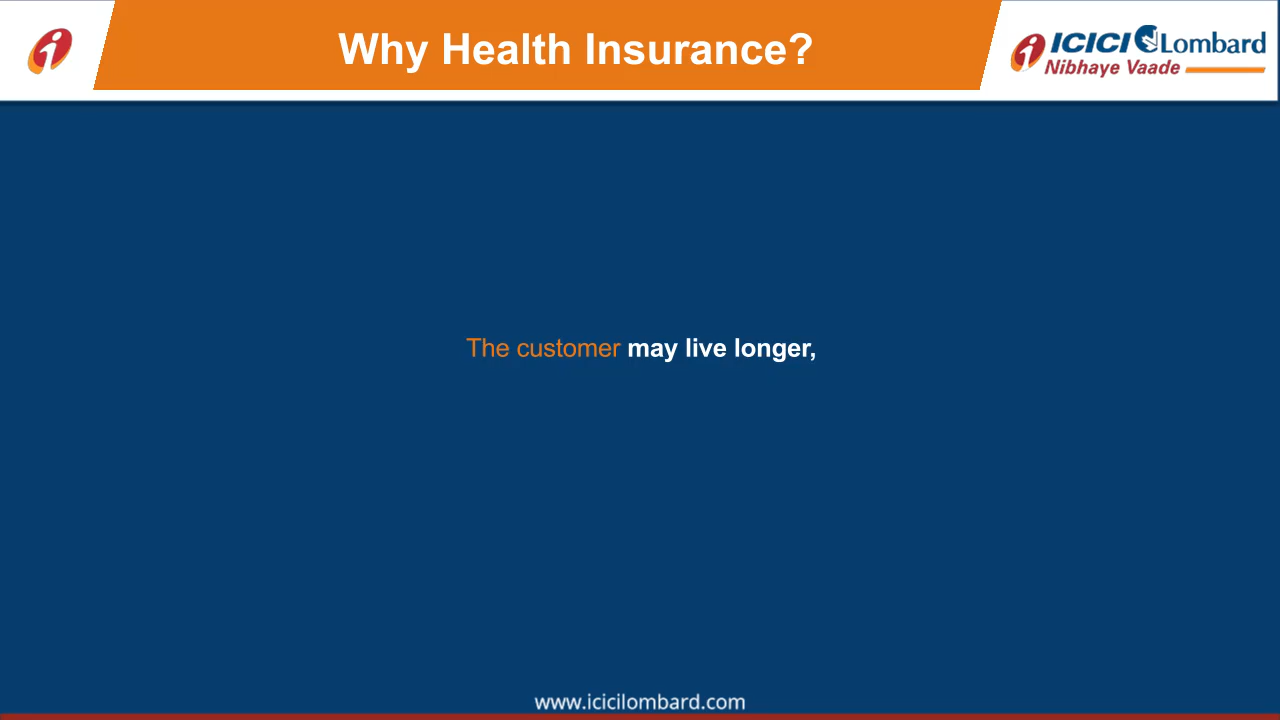 Why Health Insurance?
i ICICI Lombard
Nibhaye Vaade
The customer may live longer,
www.icicilombard.com